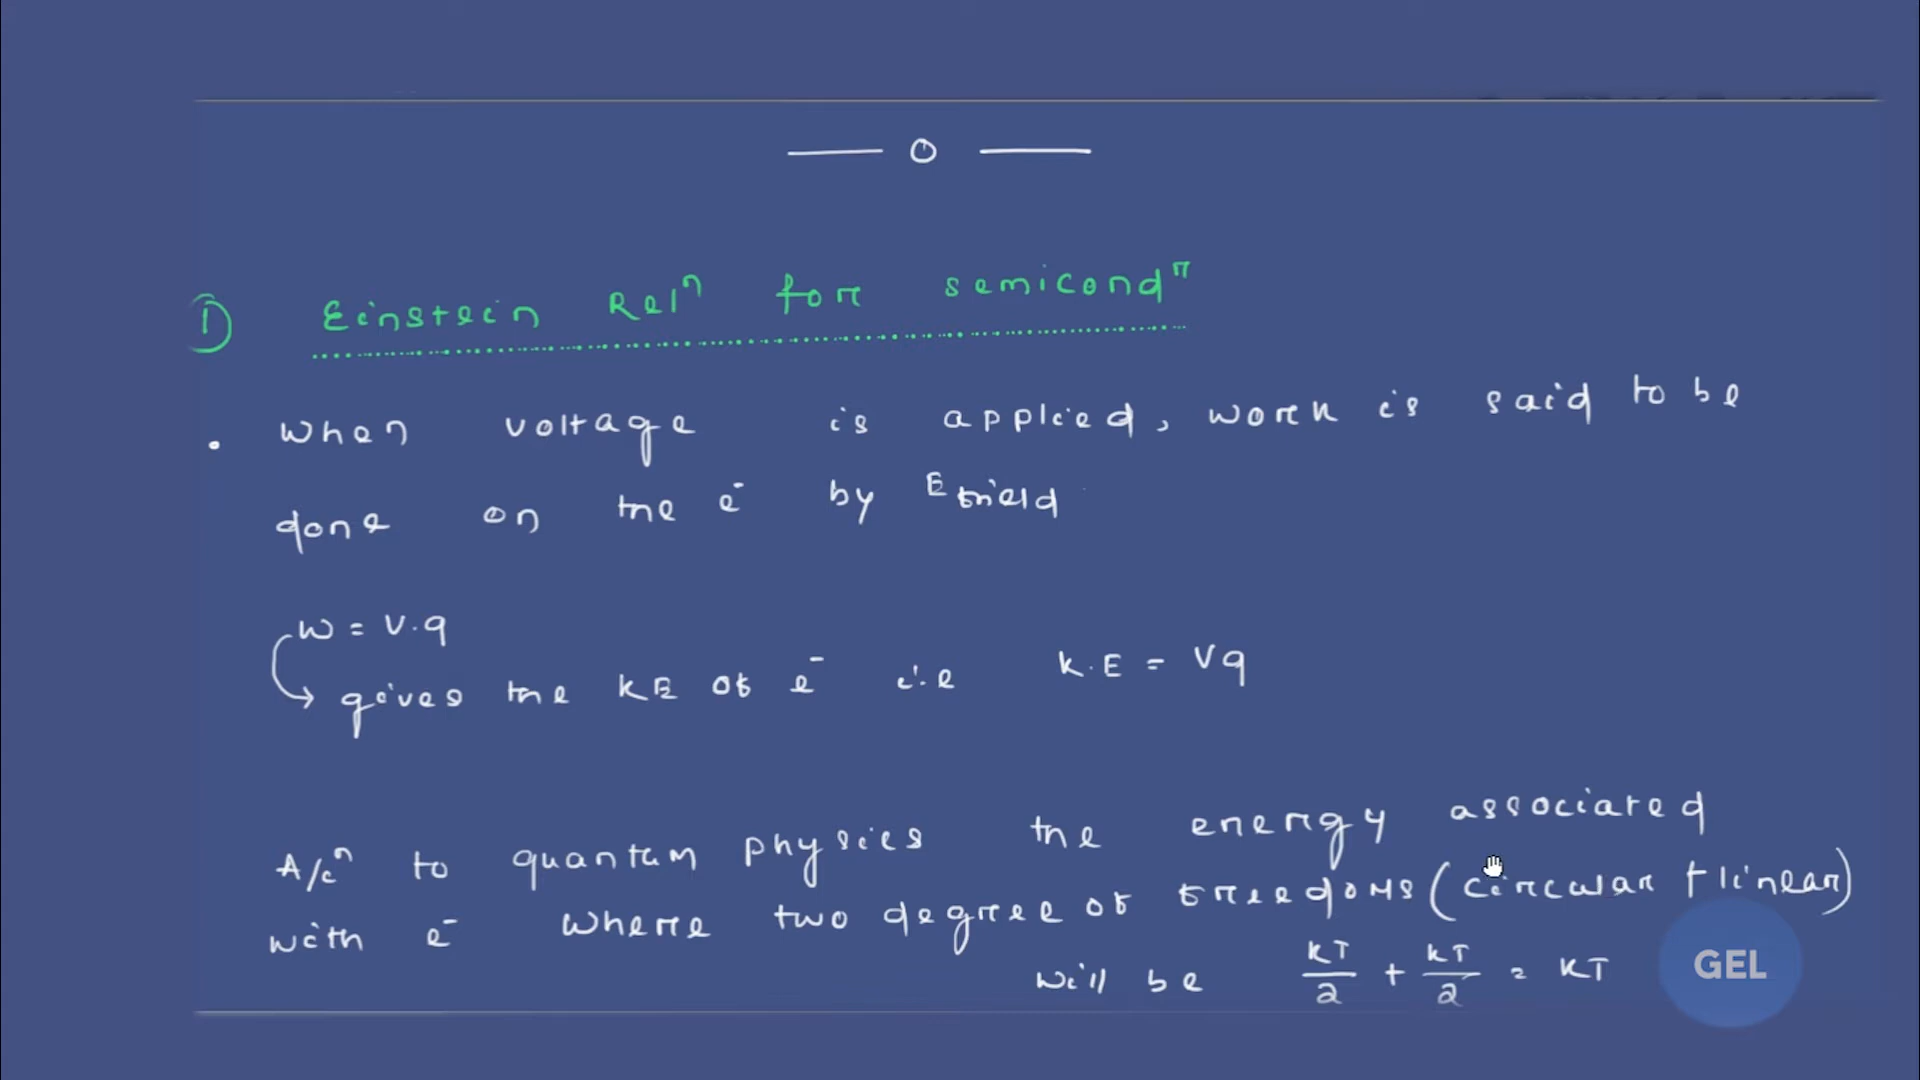 ① Einstein Relⁿ for semicondʳ
• When voltage is applied, work is said to be
done on the e⁻ by Efield
W = V.q
gives the KE of e⁻ i.e K.E = Vq
A/cⁿ to quantum physics the energy associated
with e⁻ where two degree of freedoms (circular + linear)
will be KT/2 + KT/2 = KT
GEL